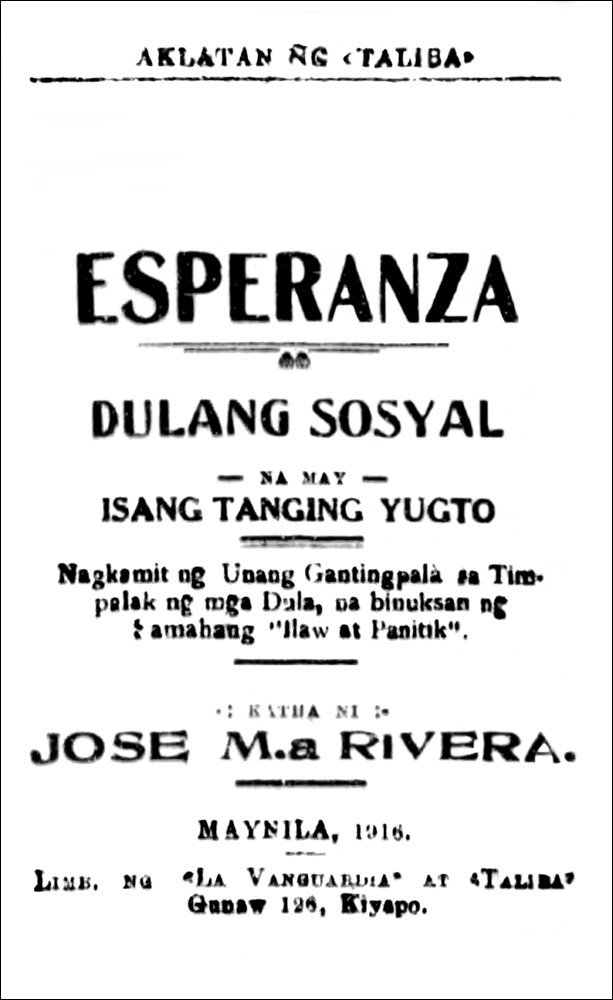 AKLATAN ÑG «TALIBA»
ESPERANZA
DULANG SOSYAL
— NA MAY —
ISANG TANGING YUGTO
Nagkamit ng Unang Gantingpalà sa Tim-
palak ng mga Dula, na binuksan ng
Samahang "Ilaw at Panitik".
·: KATHA NI :·
JOSE M.a RIVERA.
MAYNILA, 1916.
LIMB. NG «LA VANGUARDIA» AT «TALIBA»
Gunaw 126, Kiyapo.